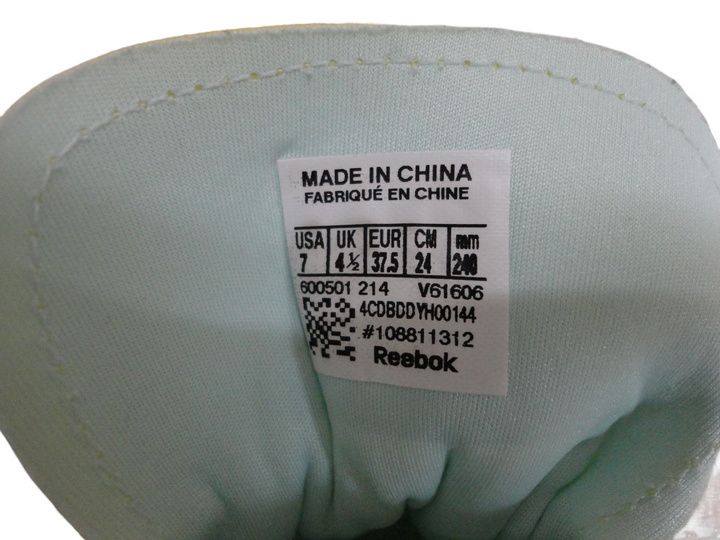 MADE IN CHINA
FABRIQUÉ EN CHINE
USA UK EUR CM mm
7 4½ 37.5 24 240
600501 214 V61606
4CDBDDYH00144
#108811312
Reebok